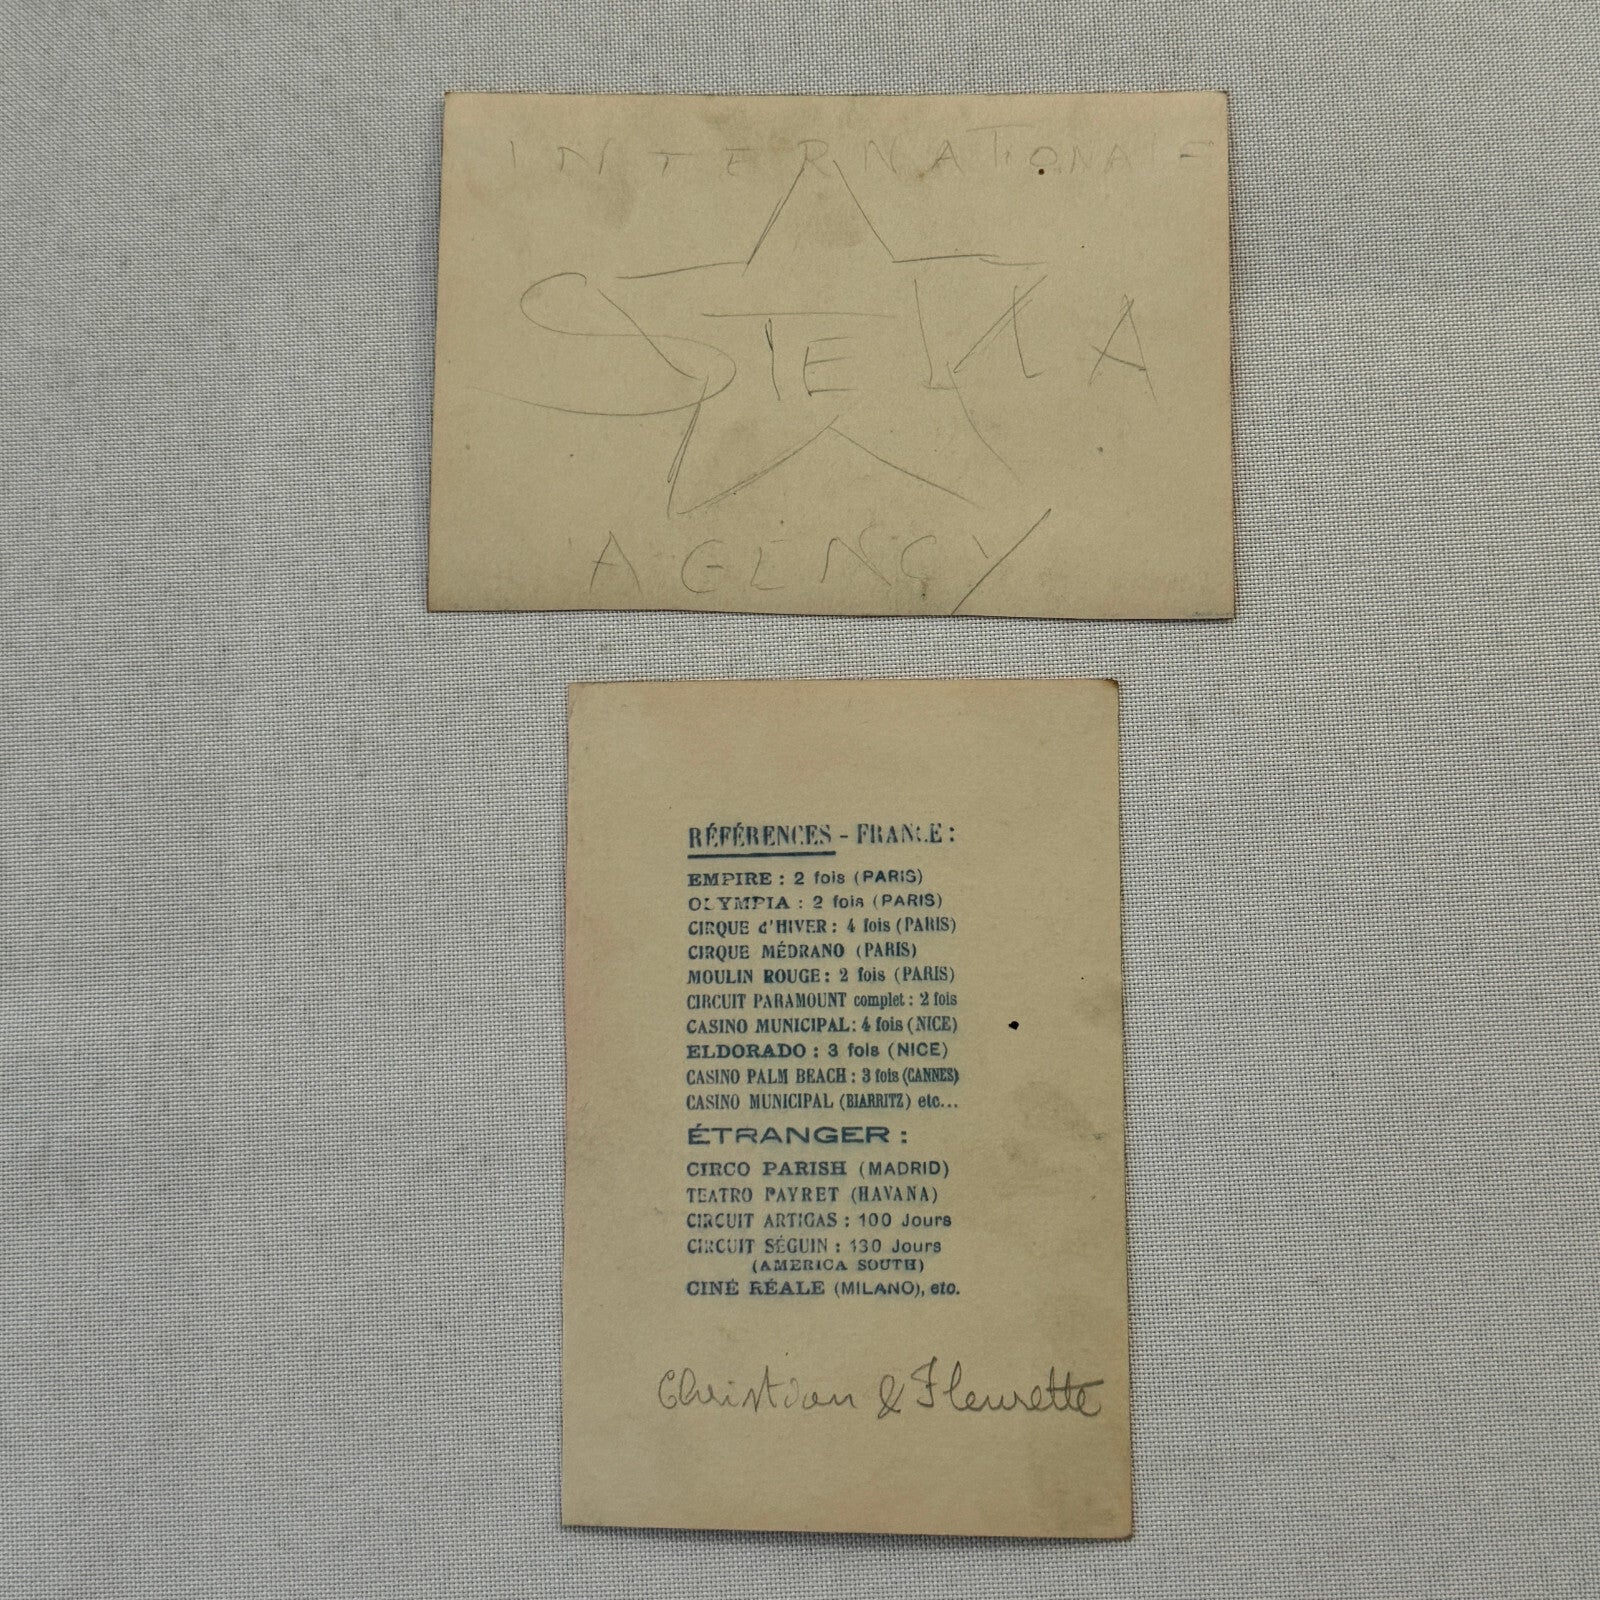 INTERNATIONALE
STELLA
AGENCY
RÉFÉRENCES - FRANCE :
EMPIRE : 2 fois (PARIS)
OLYMPIA : 2 fois (PARIS)
CIRQUE d'HIVER : 4 fois (PARIS)
CIRQUE MÉDRANO (PARIS)
MOULIN ROUGE : 2 fois (PARIS)
CIRCUIT PARAMOUNT complet : 2 fois
CASINO MUNICIPAL : 4 fois (NICE)
ELDORADO : 3 fois (NICE)
CASINO PALM BEACH : 3 fois (CANNES)
CASINO MUNICIPAL (BIARRITZ) etc...
ÉTRANGER :
CIRCO PARISH (MADRID)
TEATRO PAYRET (HAVANA)
CIRCUIT ARTIGAS : 100 Jours
CIRCUIT SÉGUIN : 130 Jours
(AMERICA SOUTH)
CINÉ RÉALE (MILANO), etc.
Christian & Fleurette